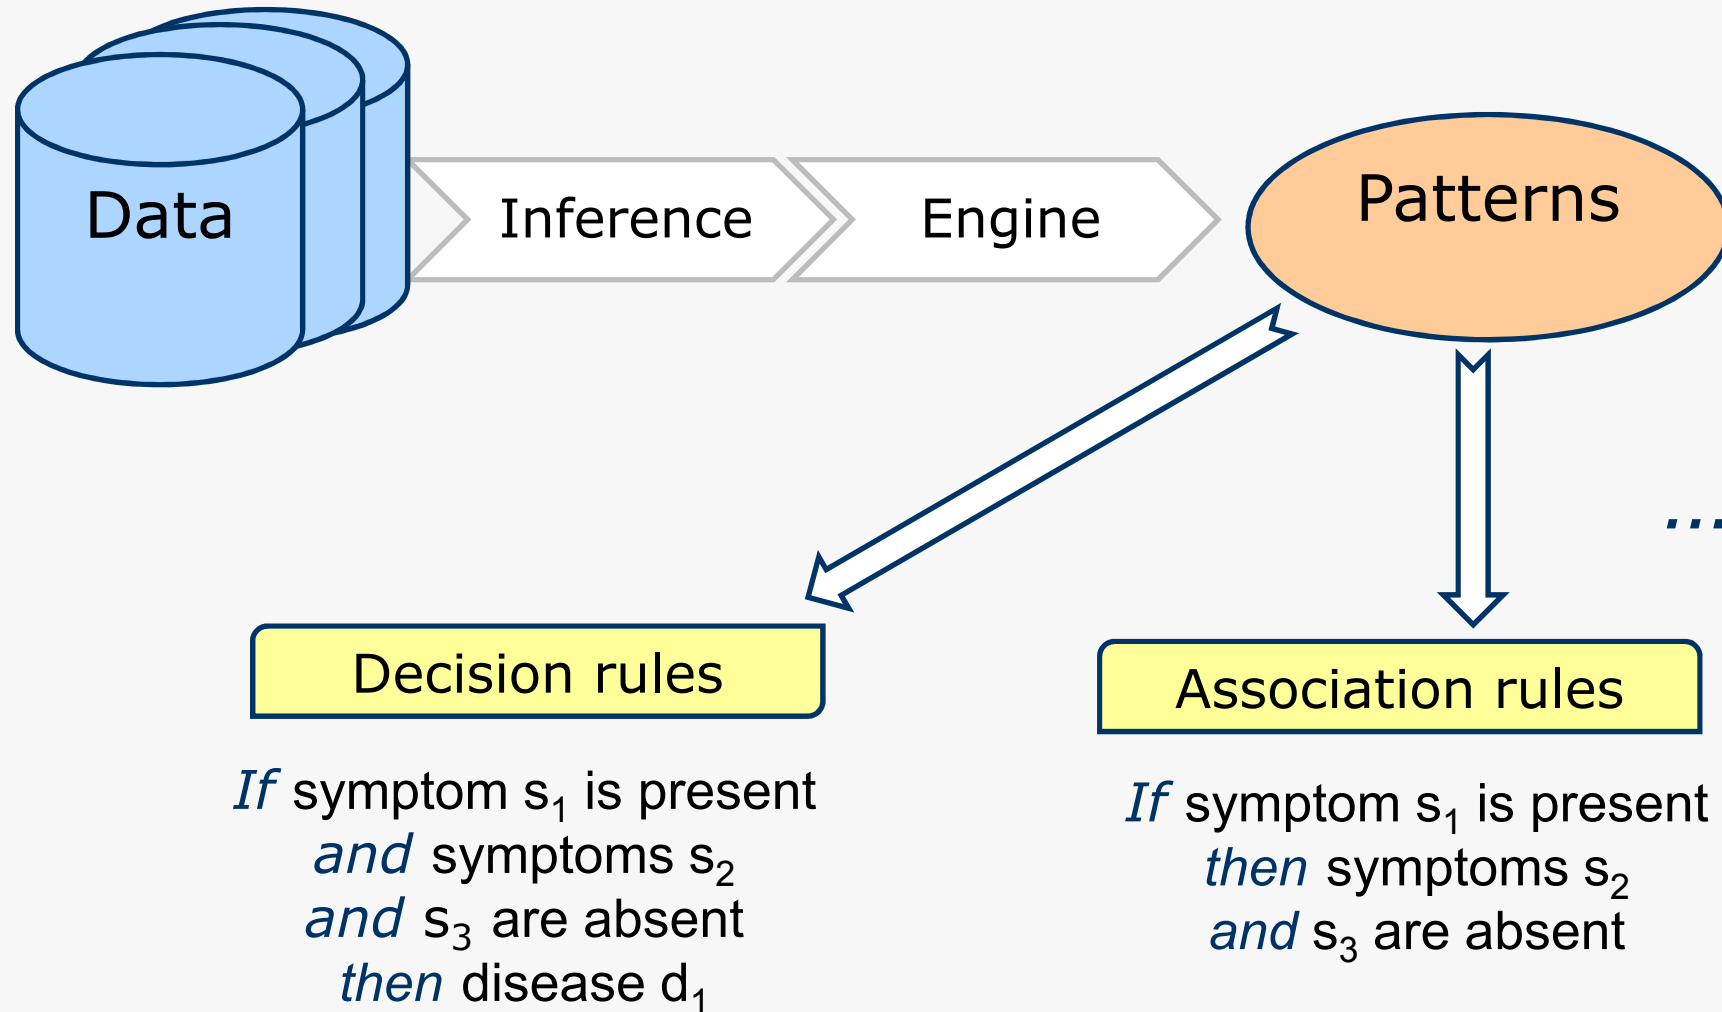 Data
Inference
Engine
Patterns
...
Decision rules
If symptom s₁ is present
and symptoms s₂
and s₃ are absent
then disease d₁
Association rules
If symptom s₁ is present
then symptoms s₂
and s₃ are absent